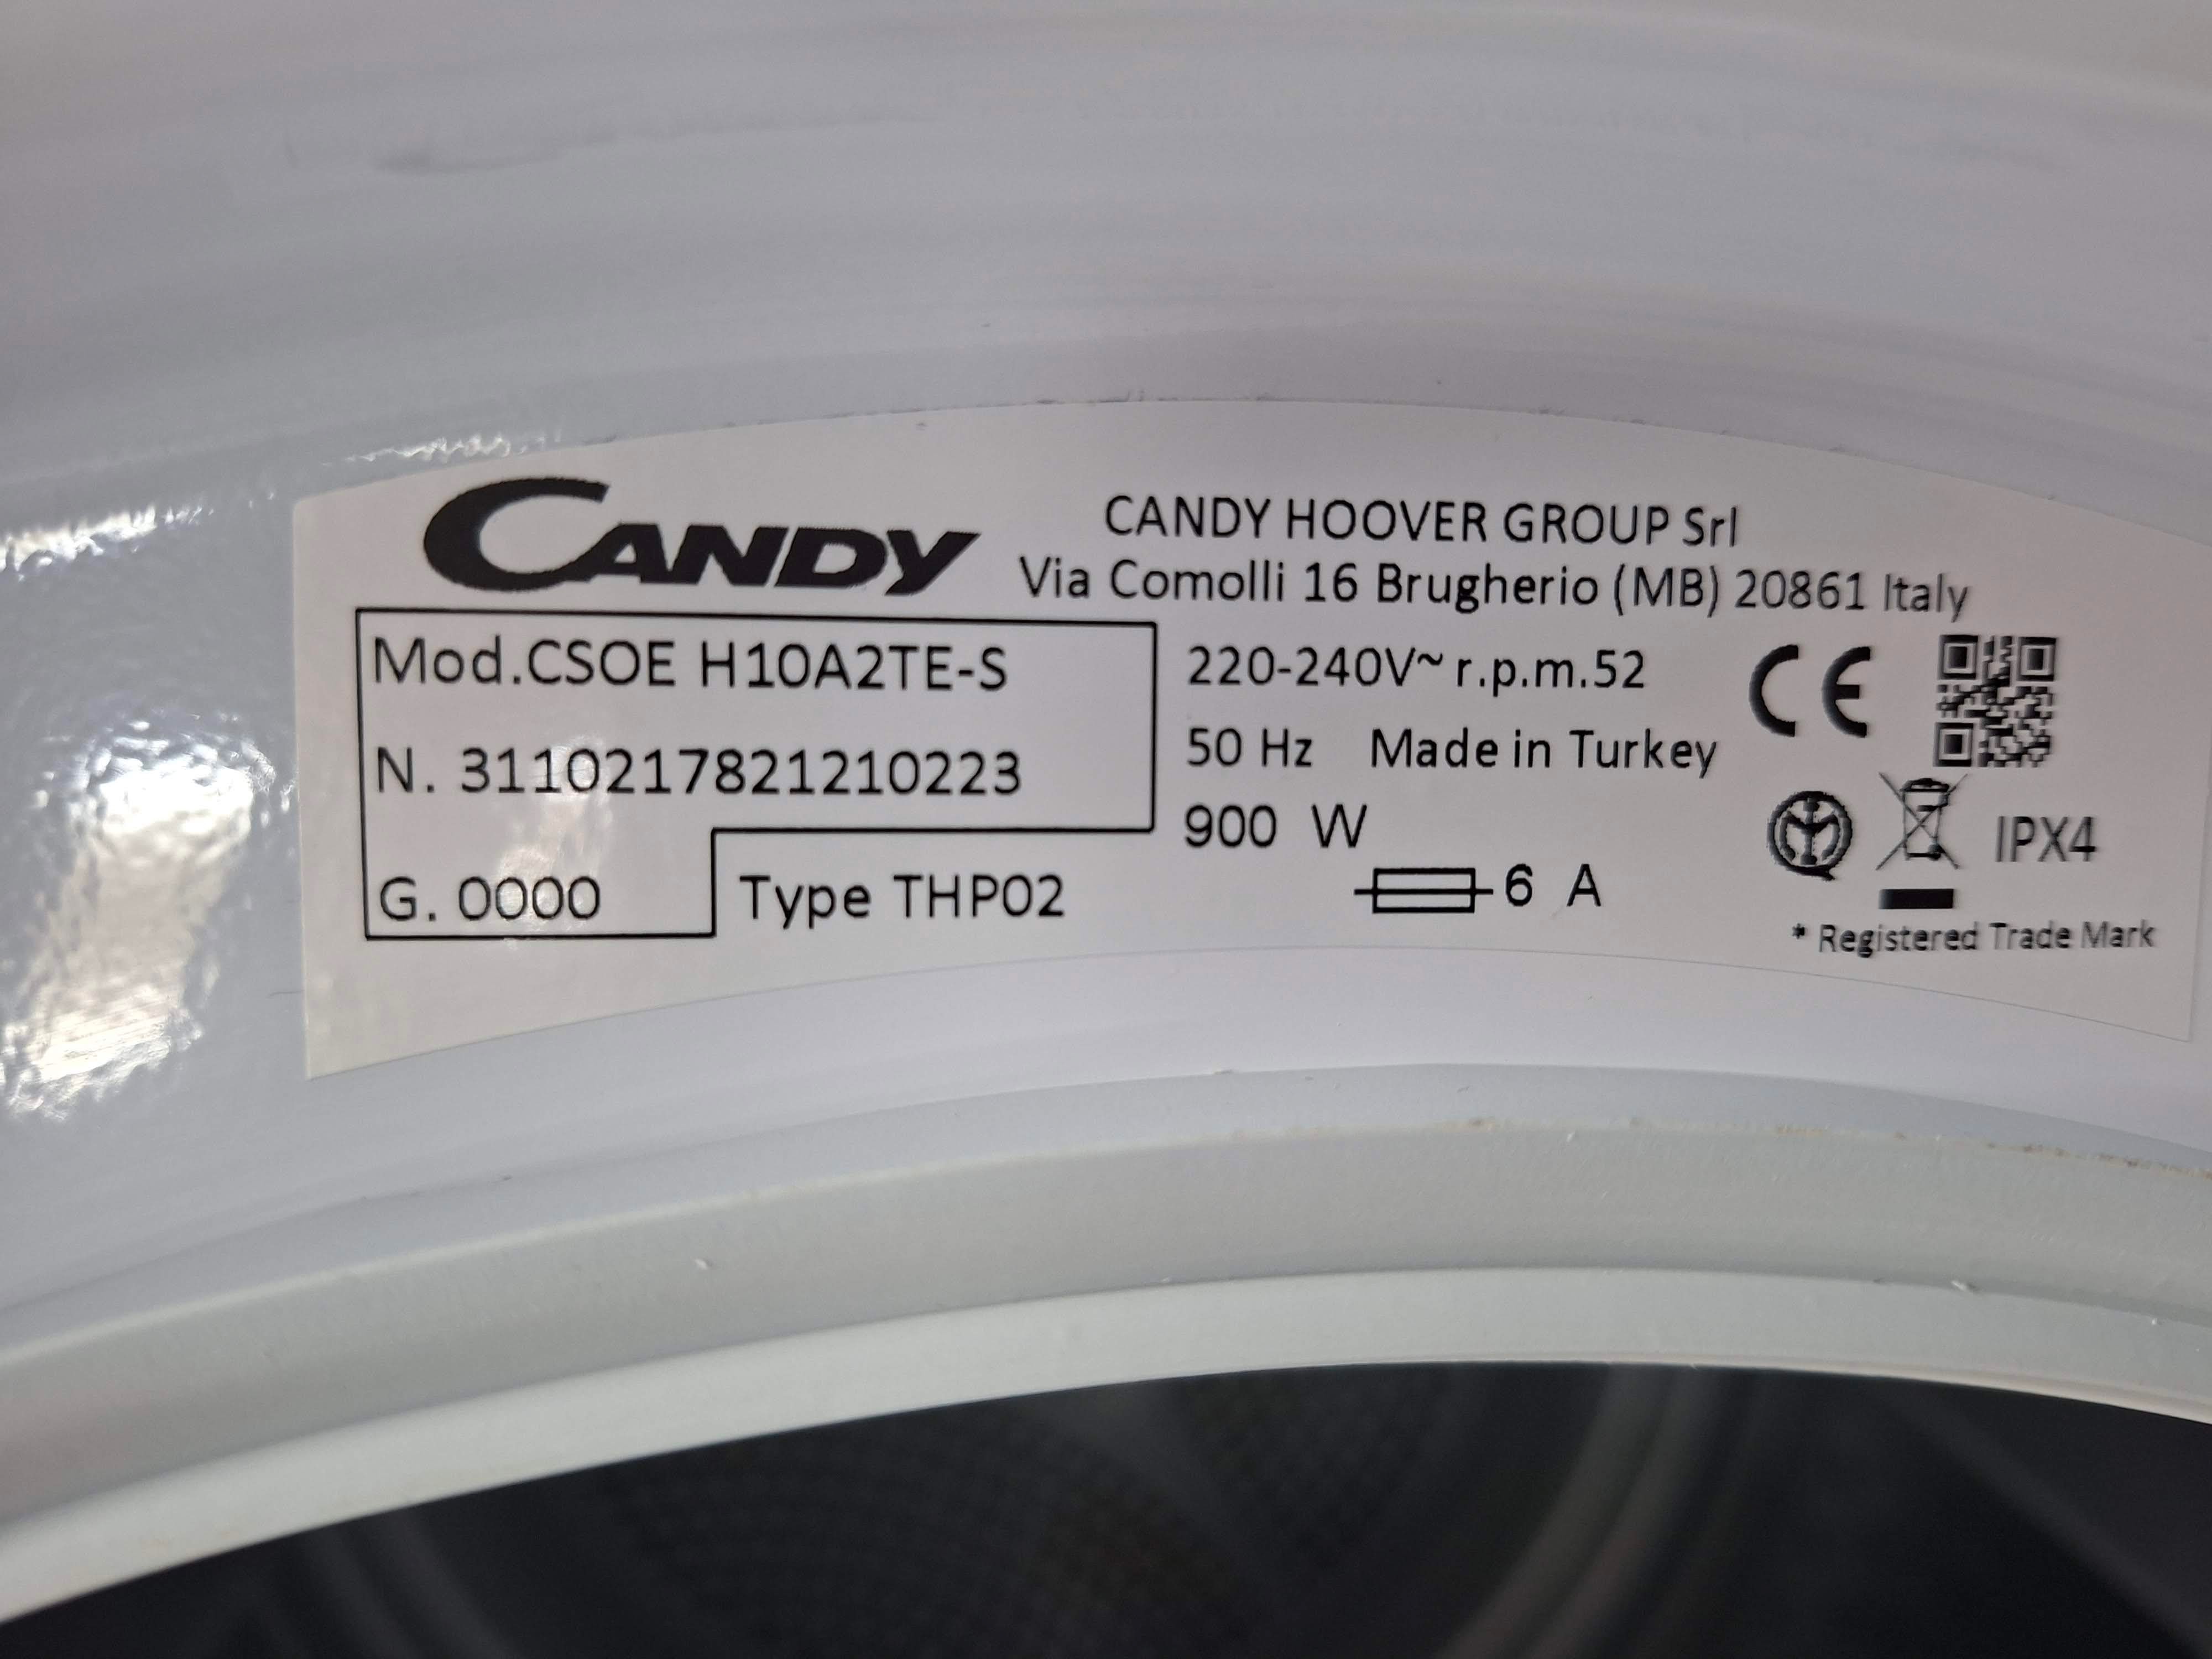 CANDY
CANDY HOOVER GROUP Srl
Via Comolli 16 Brugherio (MB) 20861 Italy
Mod.CSOE H10A2TE-S
N. 3110217821210223
G. 0000
Type THP02
220-240V~ r.p.m.52
50 Hz Made in Turkey
900 W
6 A
CE
IPX4
* Registered Trade Mark